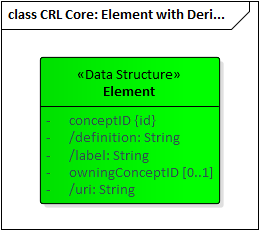 class CRL Core: Element with Deri...
«Data Structure»
Element
- conceptID {id}
- /definition: String
- /label: String
- owningConceptID [0..1]
- /uri: String